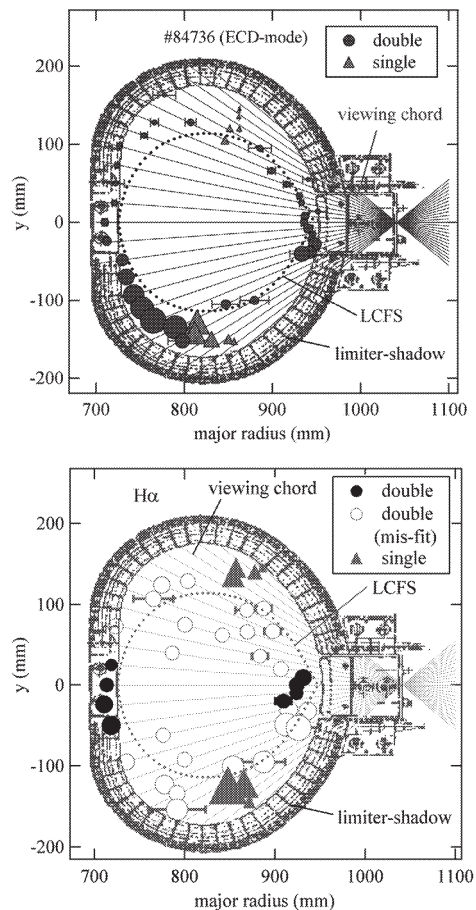 #84736 (ECD-mode)
double
single
viewing chord
200
100
0
-100
-200
y (mm)
LCFS
limiter-shadow
700
800
900
1000
1100
major radius (mm)
Hα
viewing chord
double
double
(mis-fit)
single
LCFS
200
100
0
-100
-200
y (mm)
limiter-shadow
700
800
900
1000
1100
major radius (mm)